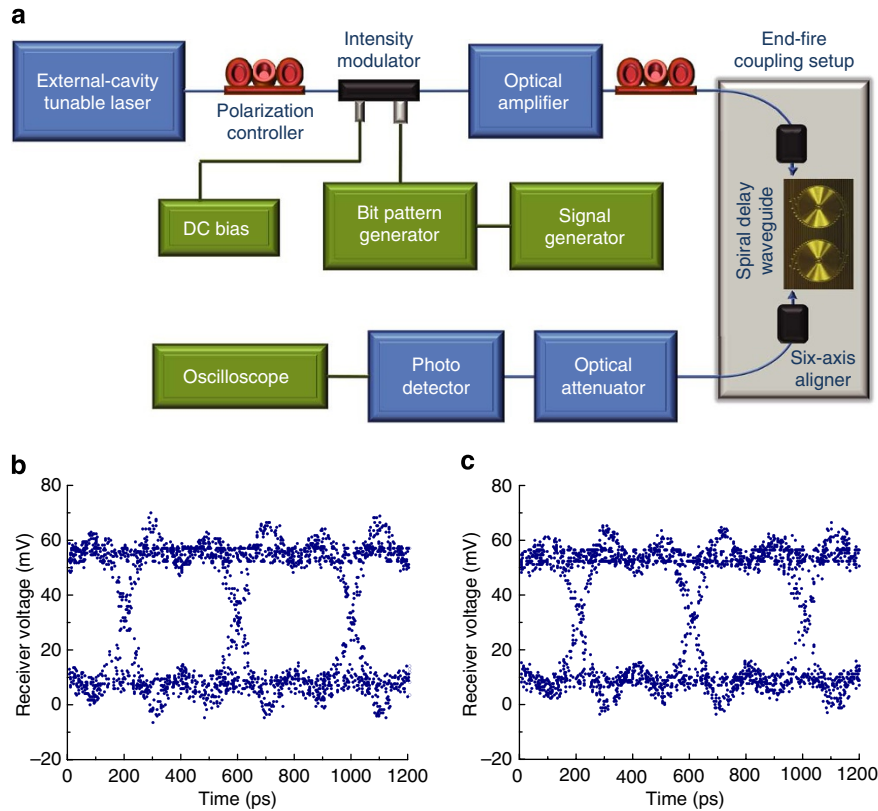 a
External-cavity
tunable laser
Polarization
controller
Intensity
modulator
Optical
amplifier
End-fire
coupling setup
DC bias
Bit pattern
generator
Signal
generator
Spiral delay
waveguide
Oscilloscope
Photo
detector
Optical
attenuator
Six-axis
aligner
b
Receiver voltage (mV)
80
60
40
20
0
–20
0 200 400 600 800 1000 1200
Time (ps)
c
Receiver voltage (mV)
80
60
40
20
0
–20
0 200 400 600 800 1000 1200
Time (ps)